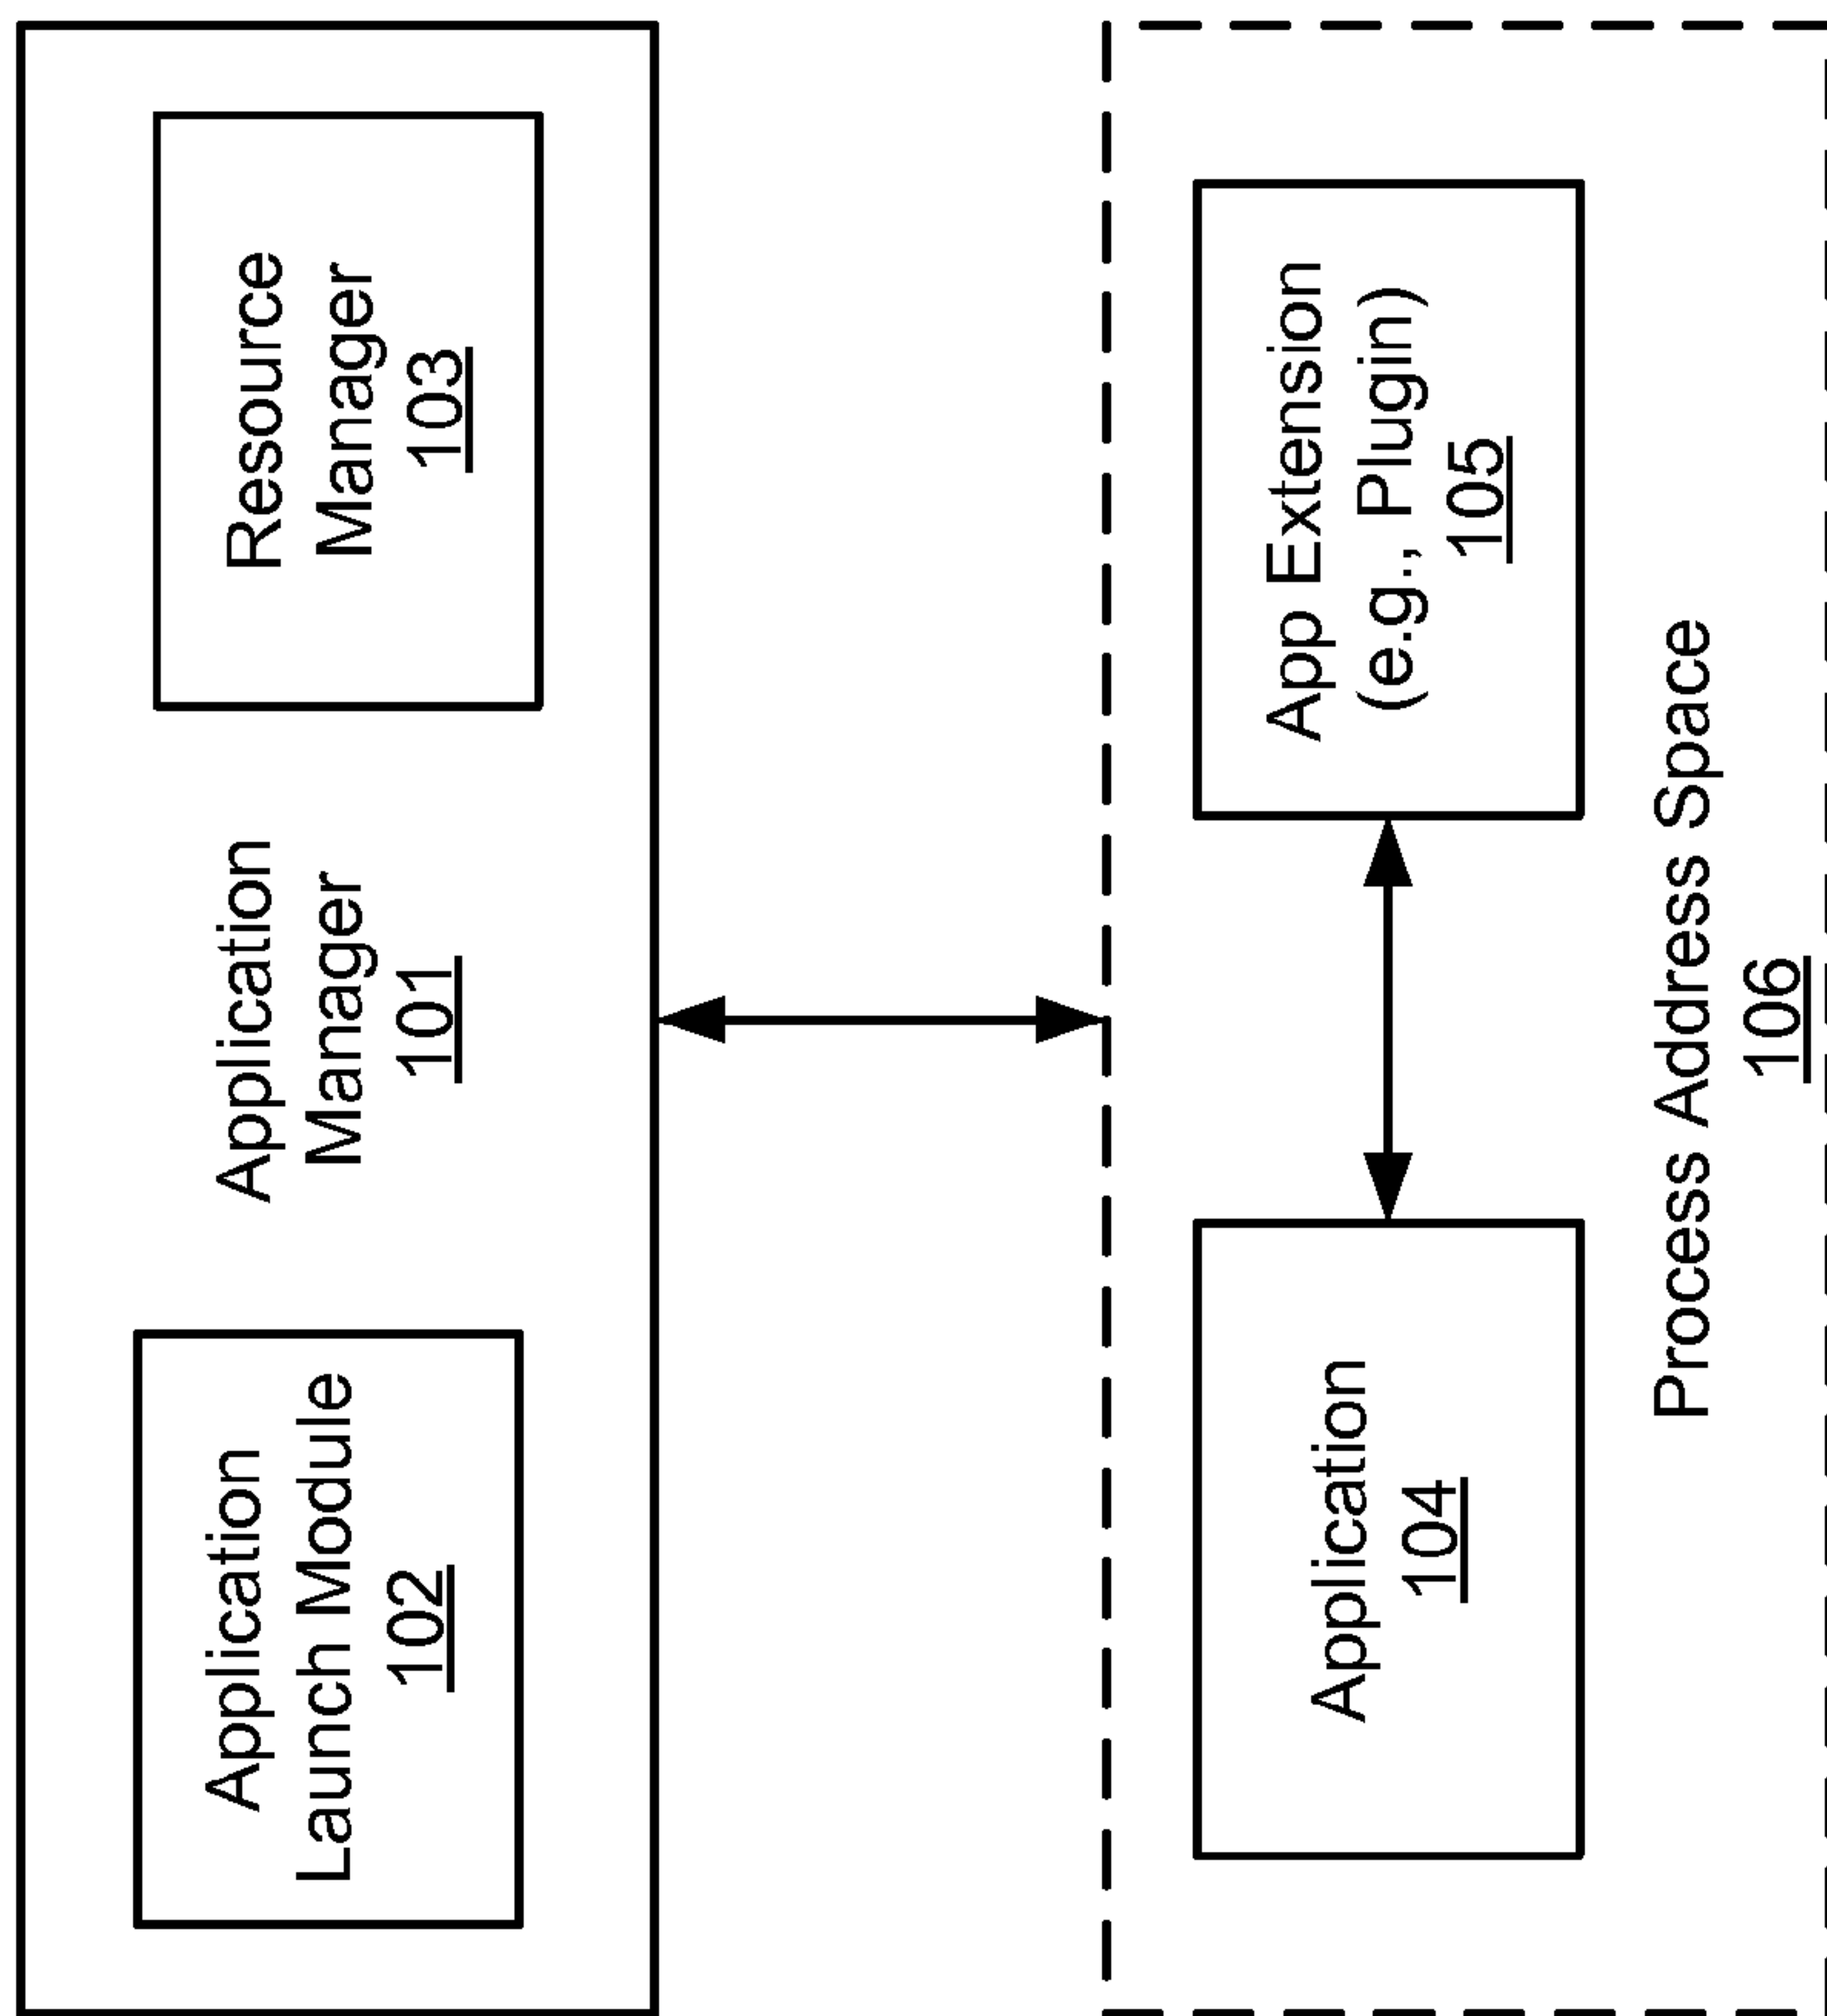 Application
Launch Module
102
Application
Manager
101
Resource
Manager
103
Application
104
App Extension
(e.g., Plugin)
105
Process Address Space
106